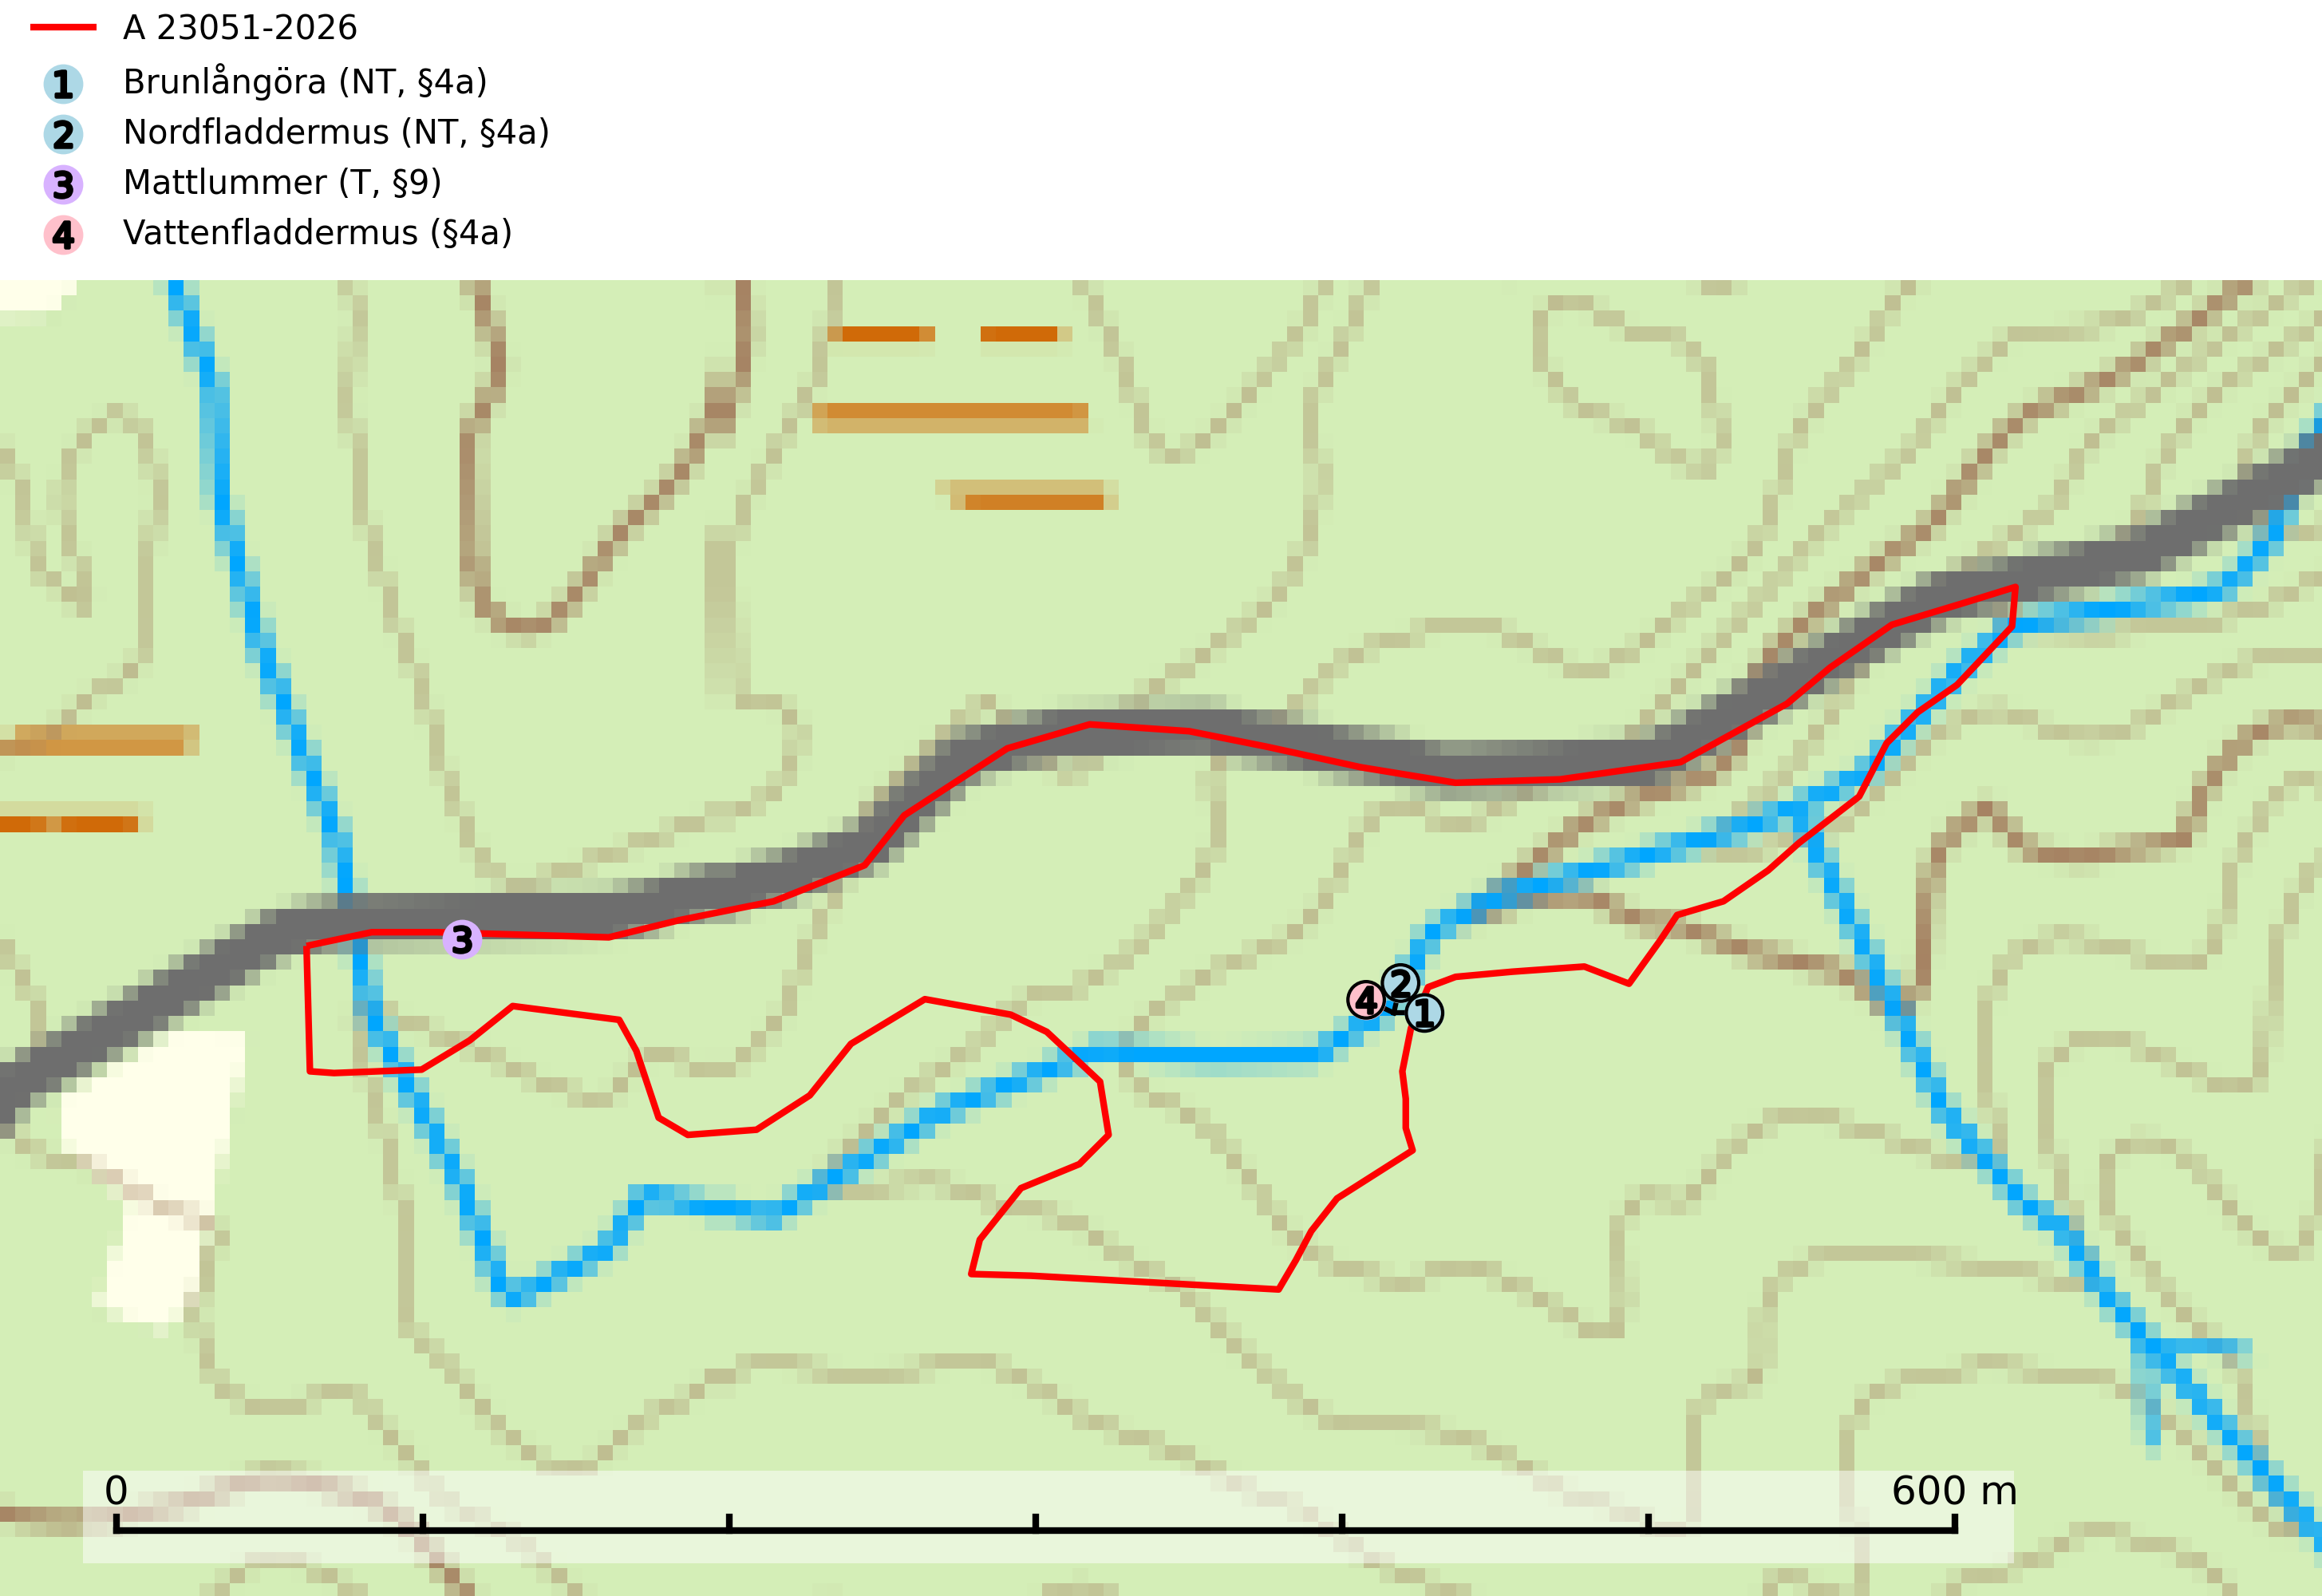 A 23051-2026
1 Brunlångöra (NT, §4a)
2 Nordfladdermus (NT, §4a)
3 Mattlummer (T, §9)
4 Vattenfladdermus (§4a)
3
2
4
1
0 600 m